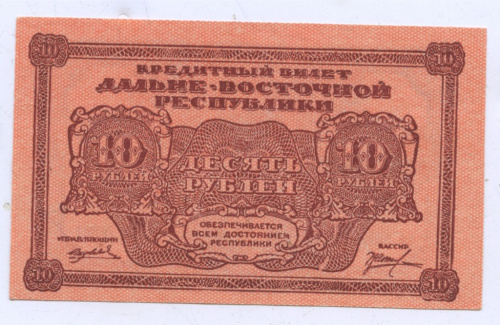 10 10
КРЕДИТНЫЙ БИЛЕТ
ДАЛЬНЕ-ВОСТОЧНОЙ
РЕСПУБЛИКИ
10 РУБЛЕЙ
ДЕСЯТЬ
РУБЛЕЙ
10 РУБЛЕЙ
ОБЕСПЕЧИВАЕТСЯ
ВСЕМ ДОСТОЯНИЕМ
РЕСПУБЛИКИ
УПРАВЛЯЮЩИЙ
КАССИР
10 10